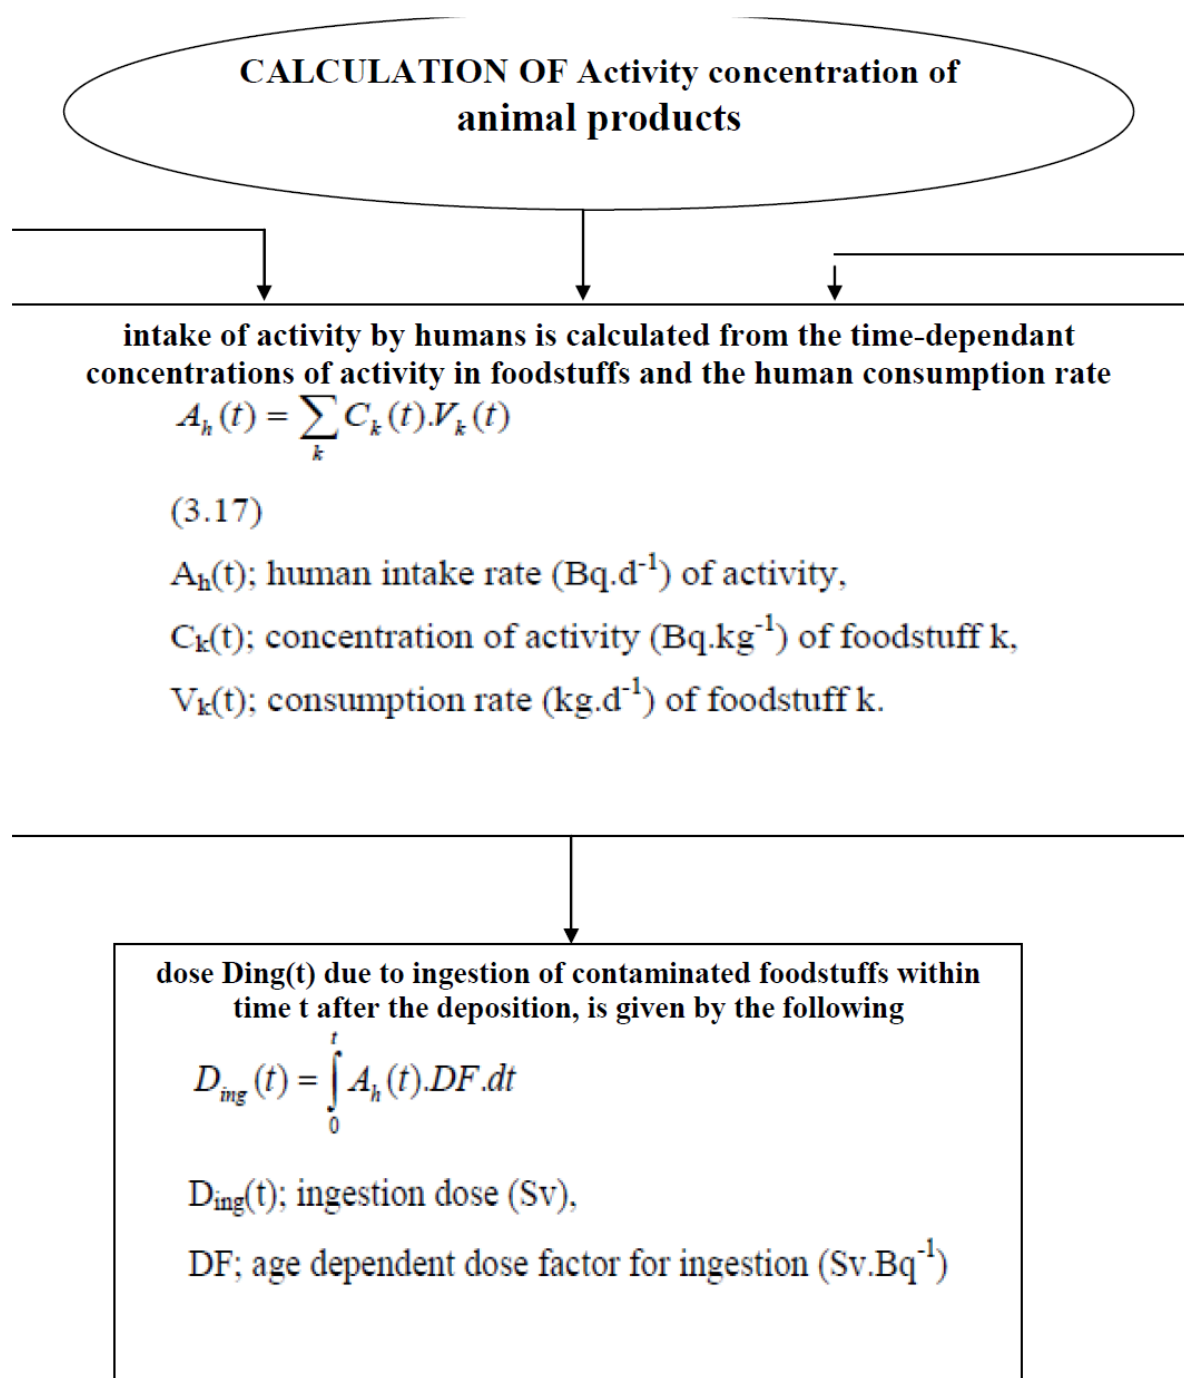 CALCULATION OF Activity concentration of
animal products
intake of activity by humans is calculated from the time-dependant
concentrations of activity in foodstuffs and the human consumption rate
A_h(t) = ∑_k C_k(t).V_k(t)
(3.17)
A_h(t); human intake rate (Bq.d⁻¹) of activity,
C_k(t); concentration of activity (Bq.kg⁻¹) of foodstuff k,
V_k(t); consumption rate (kg.d⁻¹) of foodstuff k.
dose Ding(t) due to ingestion of contaminated foodstuffs within
time t after the deposition, is given by the following
D_ing(t) = ∫₀ᵗ A_h(t).DF.dt
D_ing(t); ingestion dose (Sv),
DF; age dependent dose factor for ingestion (Sv.Bq⁻¹)